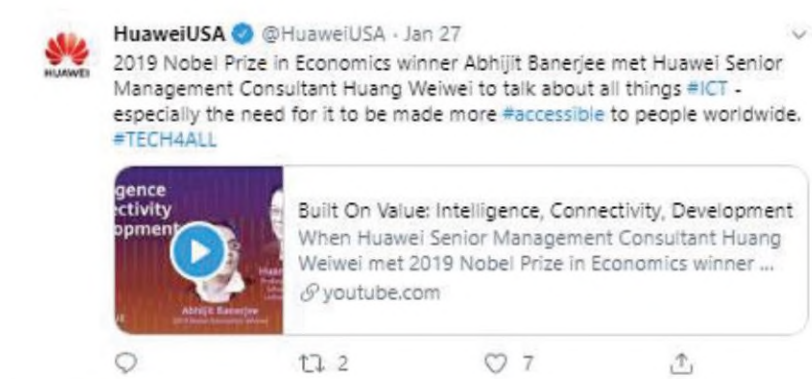 HuaweiUSA @HuaweiUSA · Jan 27
HUAWEI
2019 Nobel Prize in Economics winner Abhijit Banerjee met Huawei Senior
Management Consultant Huang Weiwei to talk about all things #ICT -
especially the need for it to be made more #accessible to people worldwide.
#TECH4ALL
gence
ectivity
opment
Abhijit Banerjee
Built On Value: Intelligence, Connectivity, Development
When Huawei Senior Management Consultant Huang
Weiwei met 2019 Nobel Prize in Economics winner ...
youtube.com
2
7